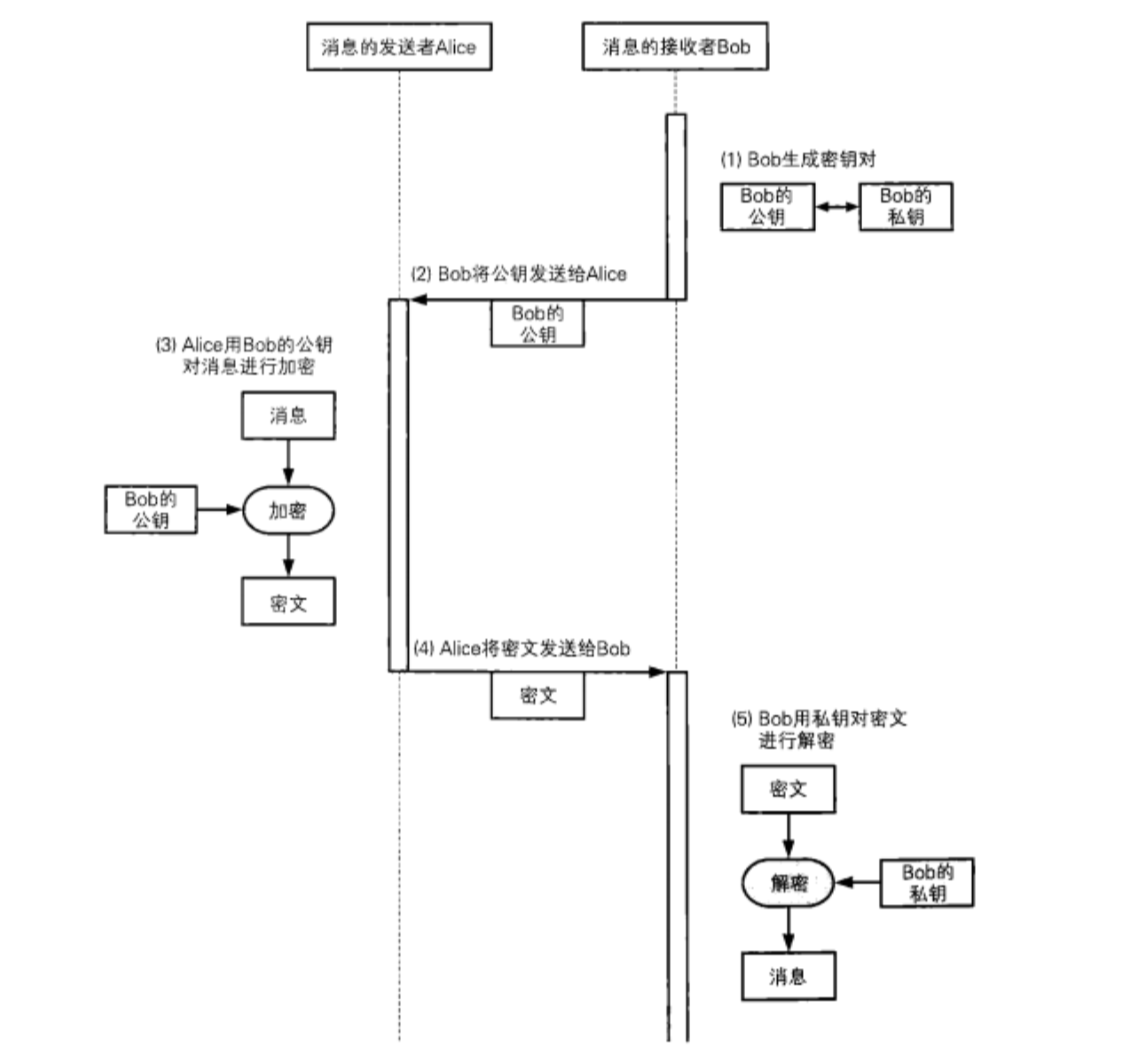 消息的发送者Alice
消息的接收者Bob
(1) Bob生成密钥对
Bob的
公钥
Bob的
私钥
(2) Bob将公钥发送给Alice
Bob的
公钥
(3) Alice用Bob的公钥
对消息进行加密
消息
Bob的
公钥
加密
密文
(4) Alice将密文发送给Bob
密文
(5) Bob用私钥对密文
进行解密
密文
解密
Bob的
私钥
消息